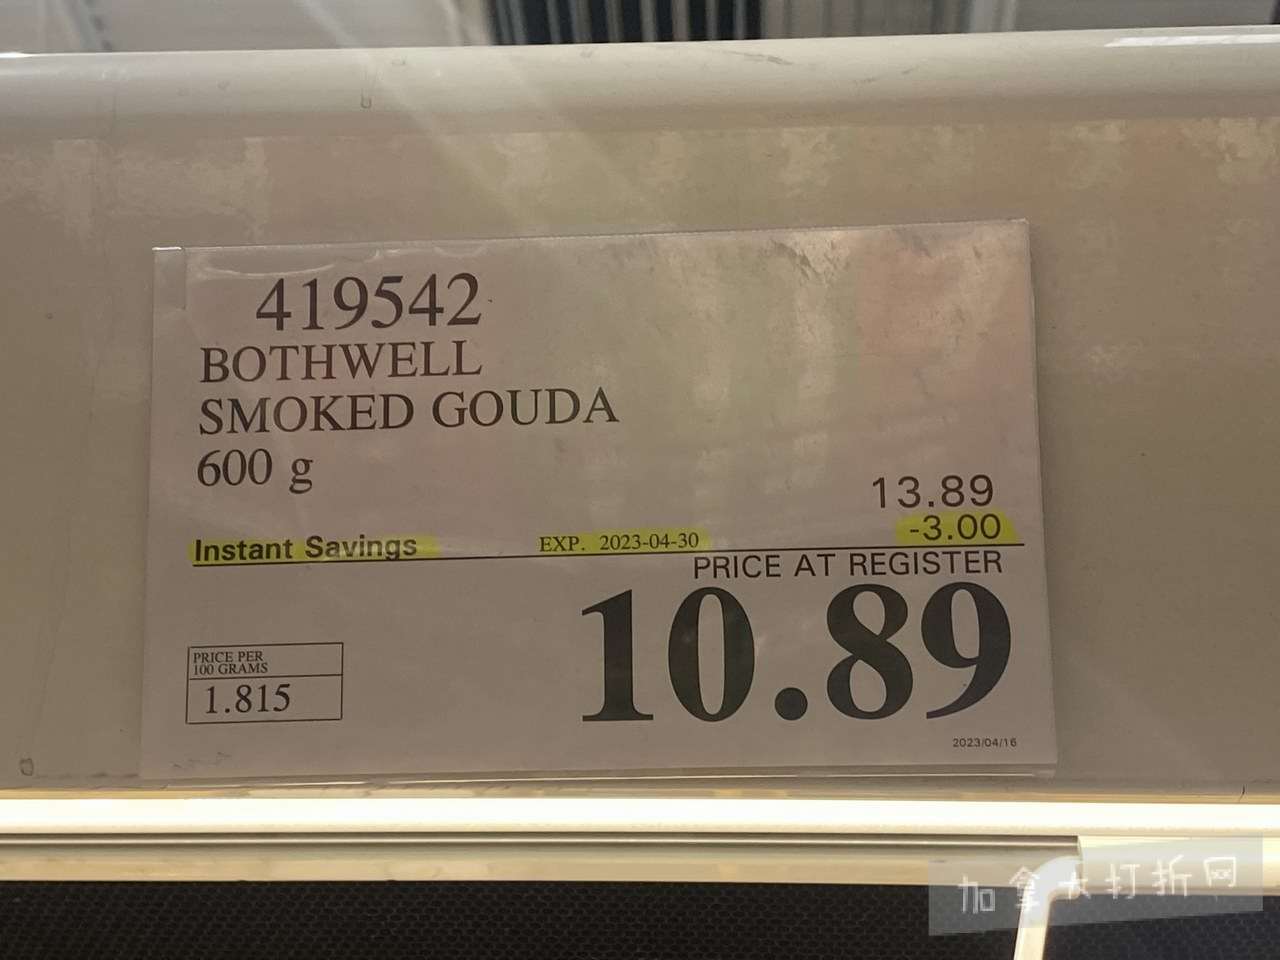 419542
BOTHWELL
SMOKED GOUDA
600 g
13.89
Instant Savings EXP. 2023-04-30 -3.00
PRICE AT REGISTER
10.89
PRICE PER
100 GRAMS
1.815
2023/04/16
加拿大打折网